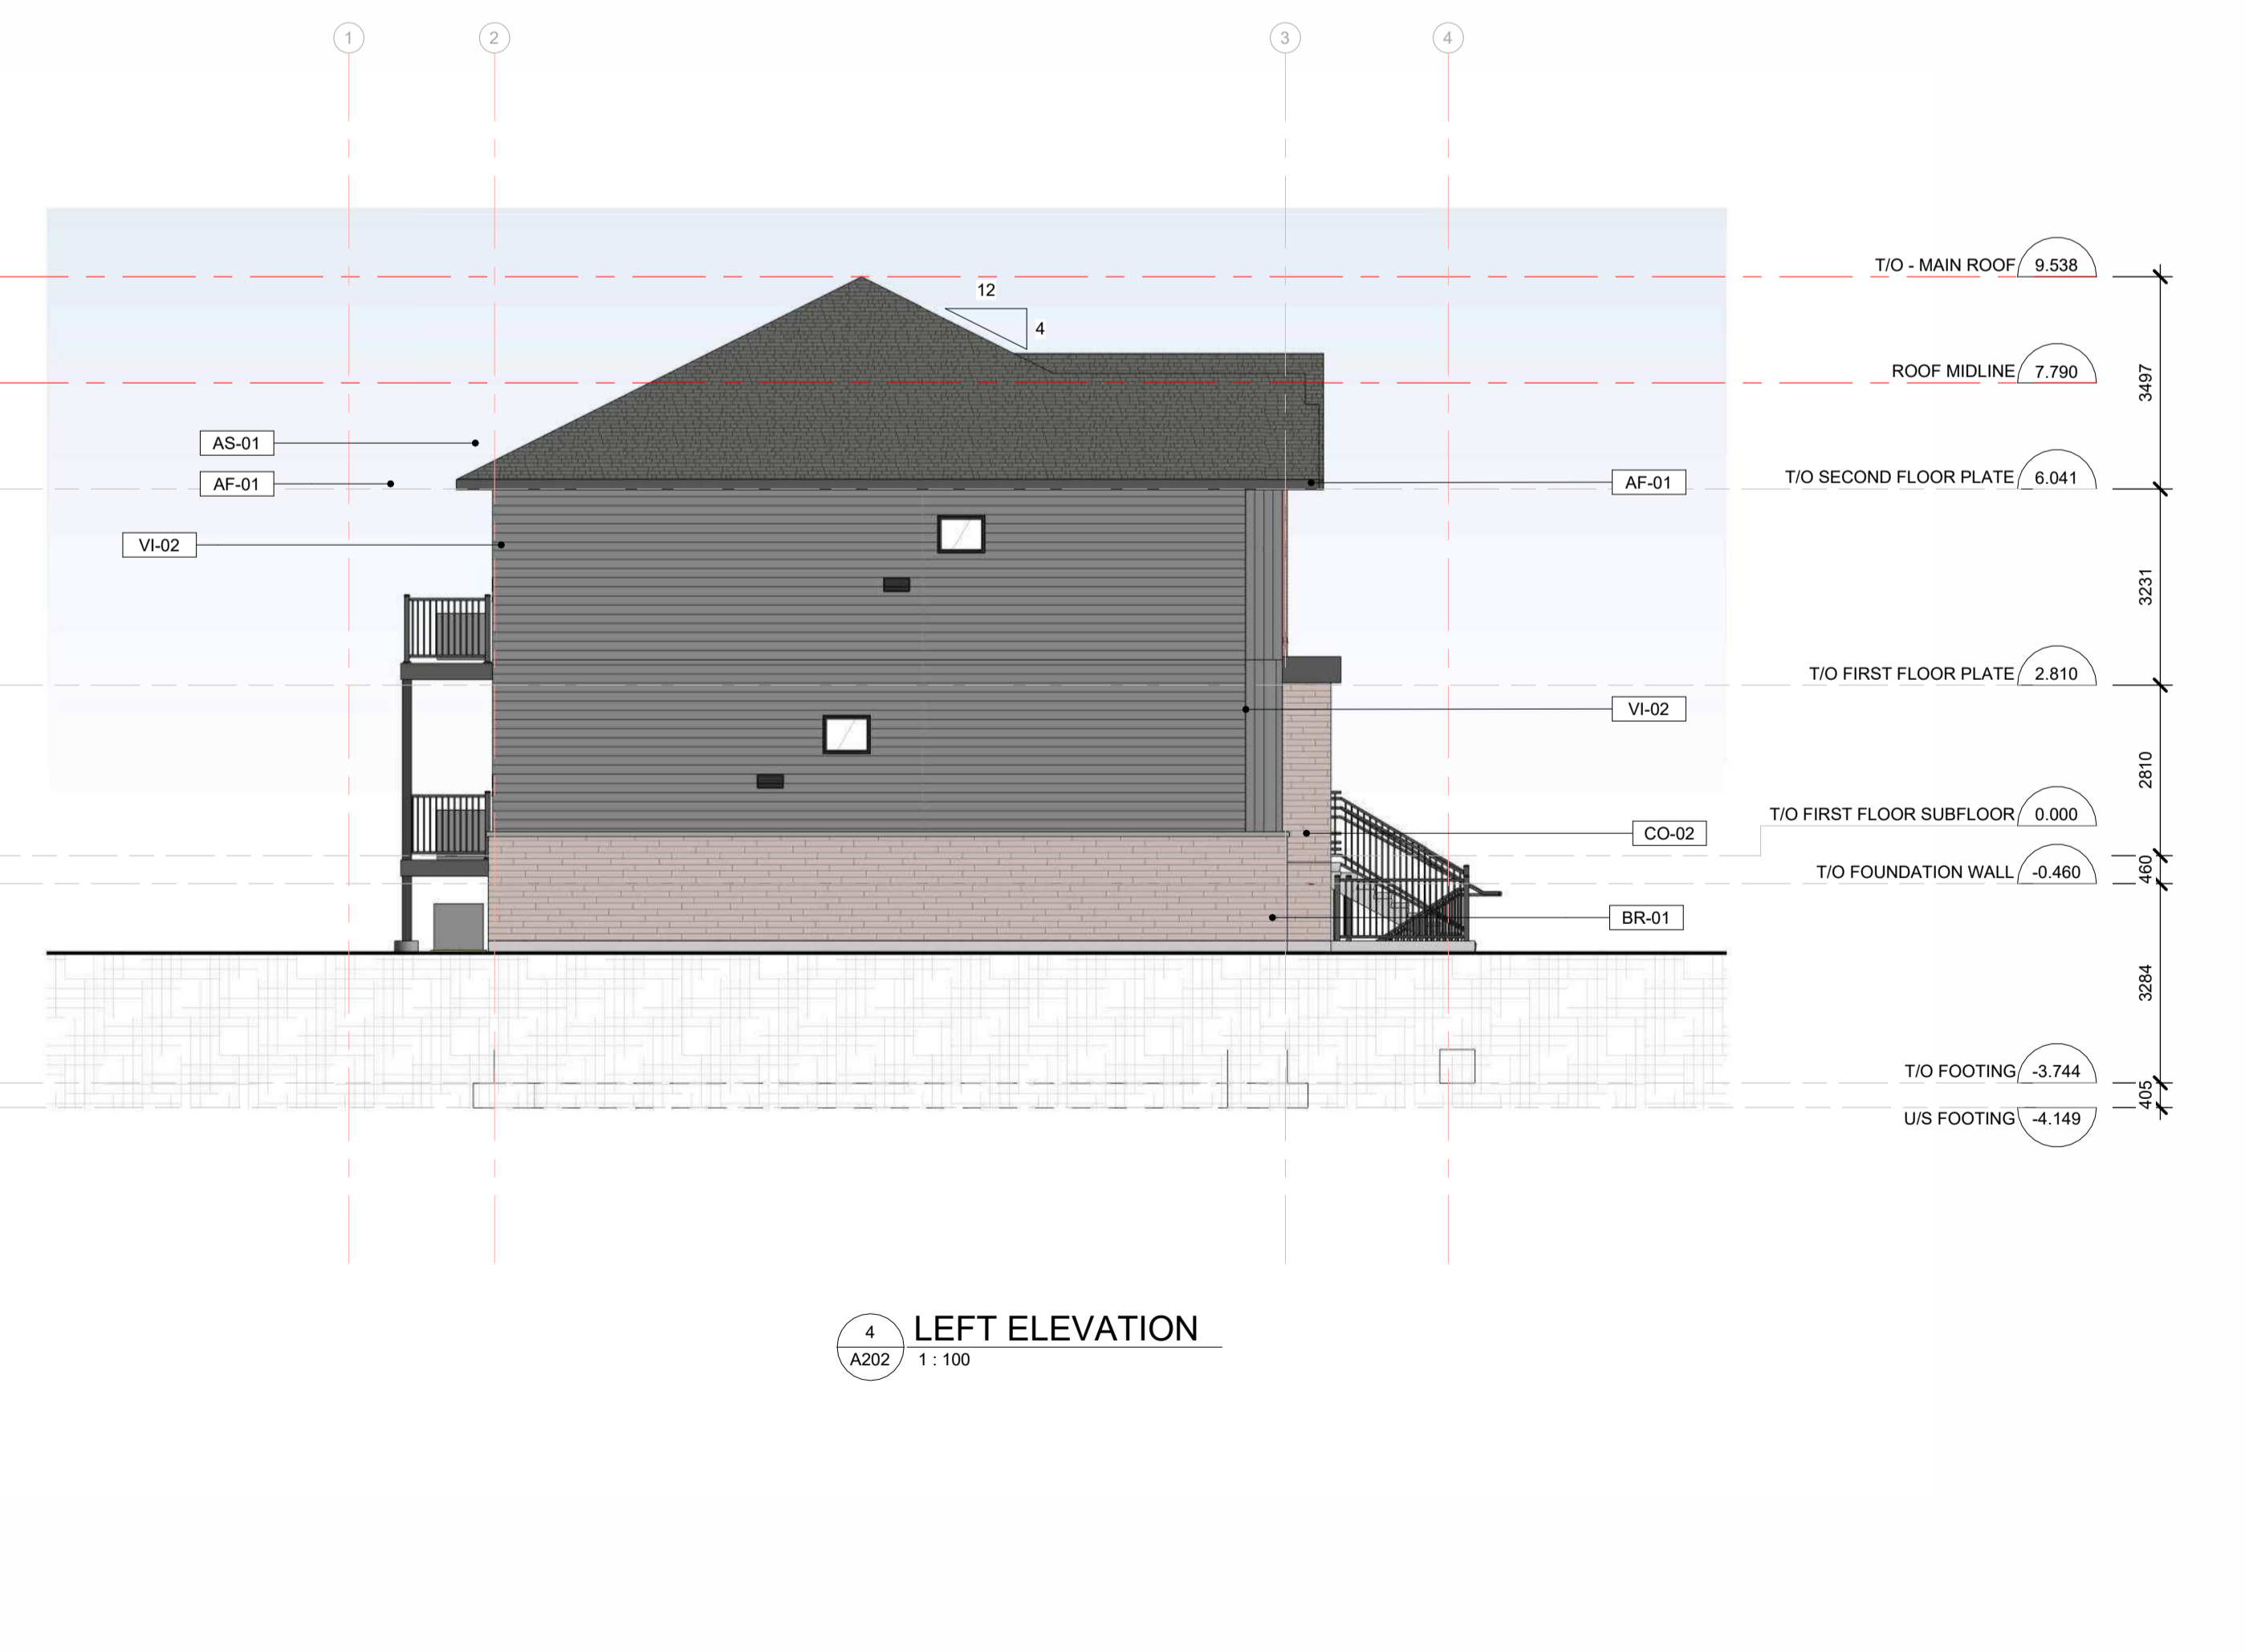 1
2
3
4
T/O - MAIN ROOF 9.538
12
4
ROOF MIDLINE 7.790
3497
AS-01
AF-01
AF-01
T/O SECOND FLOOR PLATE 6.041
VI-02
3231
T/O FIRST FLOOR PLATE 2.810
VI-02
2810
T/O FIRST FLOOR SUBFLOOR 0.000
CO-02
460
T/O FOUNDATION WALL -0.460
BR-01
3284
T/O FOOTING -3.744
405
U/S FOOTING -4.149
4
A202
LEFT ELEVATION
1 : 100